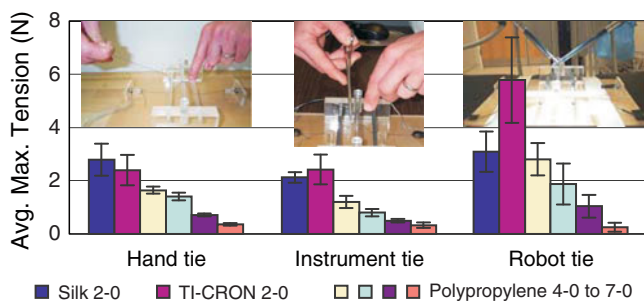 Avg. Max. Tension (N)
8
6
4
2
0
Hand tie Instrument tie Robot tie
Silk 2-0 TI-CRON 2-0 Polypropylene 4-0 to 7-0